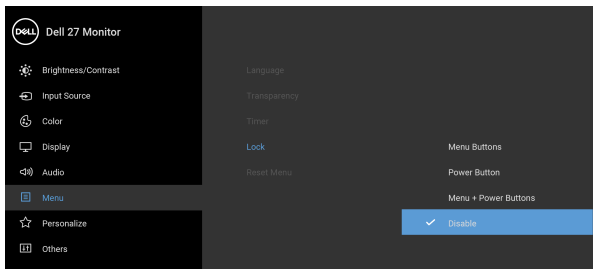 DELL Dell 27 Monitor
Brightness/Contrast Language
Input Source Transparency
Color Timer
Display Lock Menu Buttons
Audio Reset Menu Power Button
Menu Menu + Power Buttons
Personalize Disable
Others